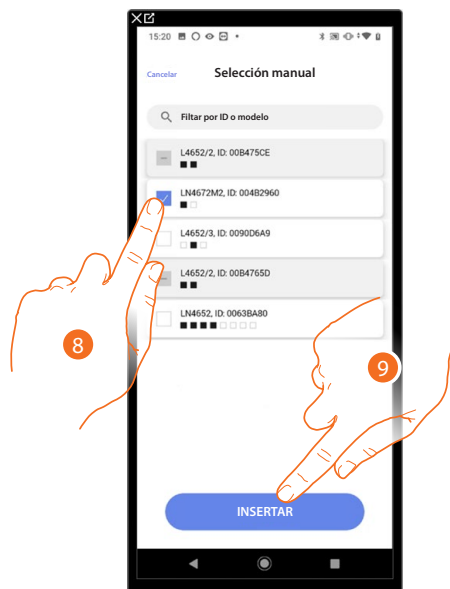 15:20
Cancelar Selección manual
Filtar por ID o modelo
L4652/2, ID: 00B475CE
LN4672M2, ID: 004B2960
L4652/3, ID: 0090D6A9
L4652/2, ID: 00B4765D
LN4652, ID: 0063BA80
8
9
INSERTAR